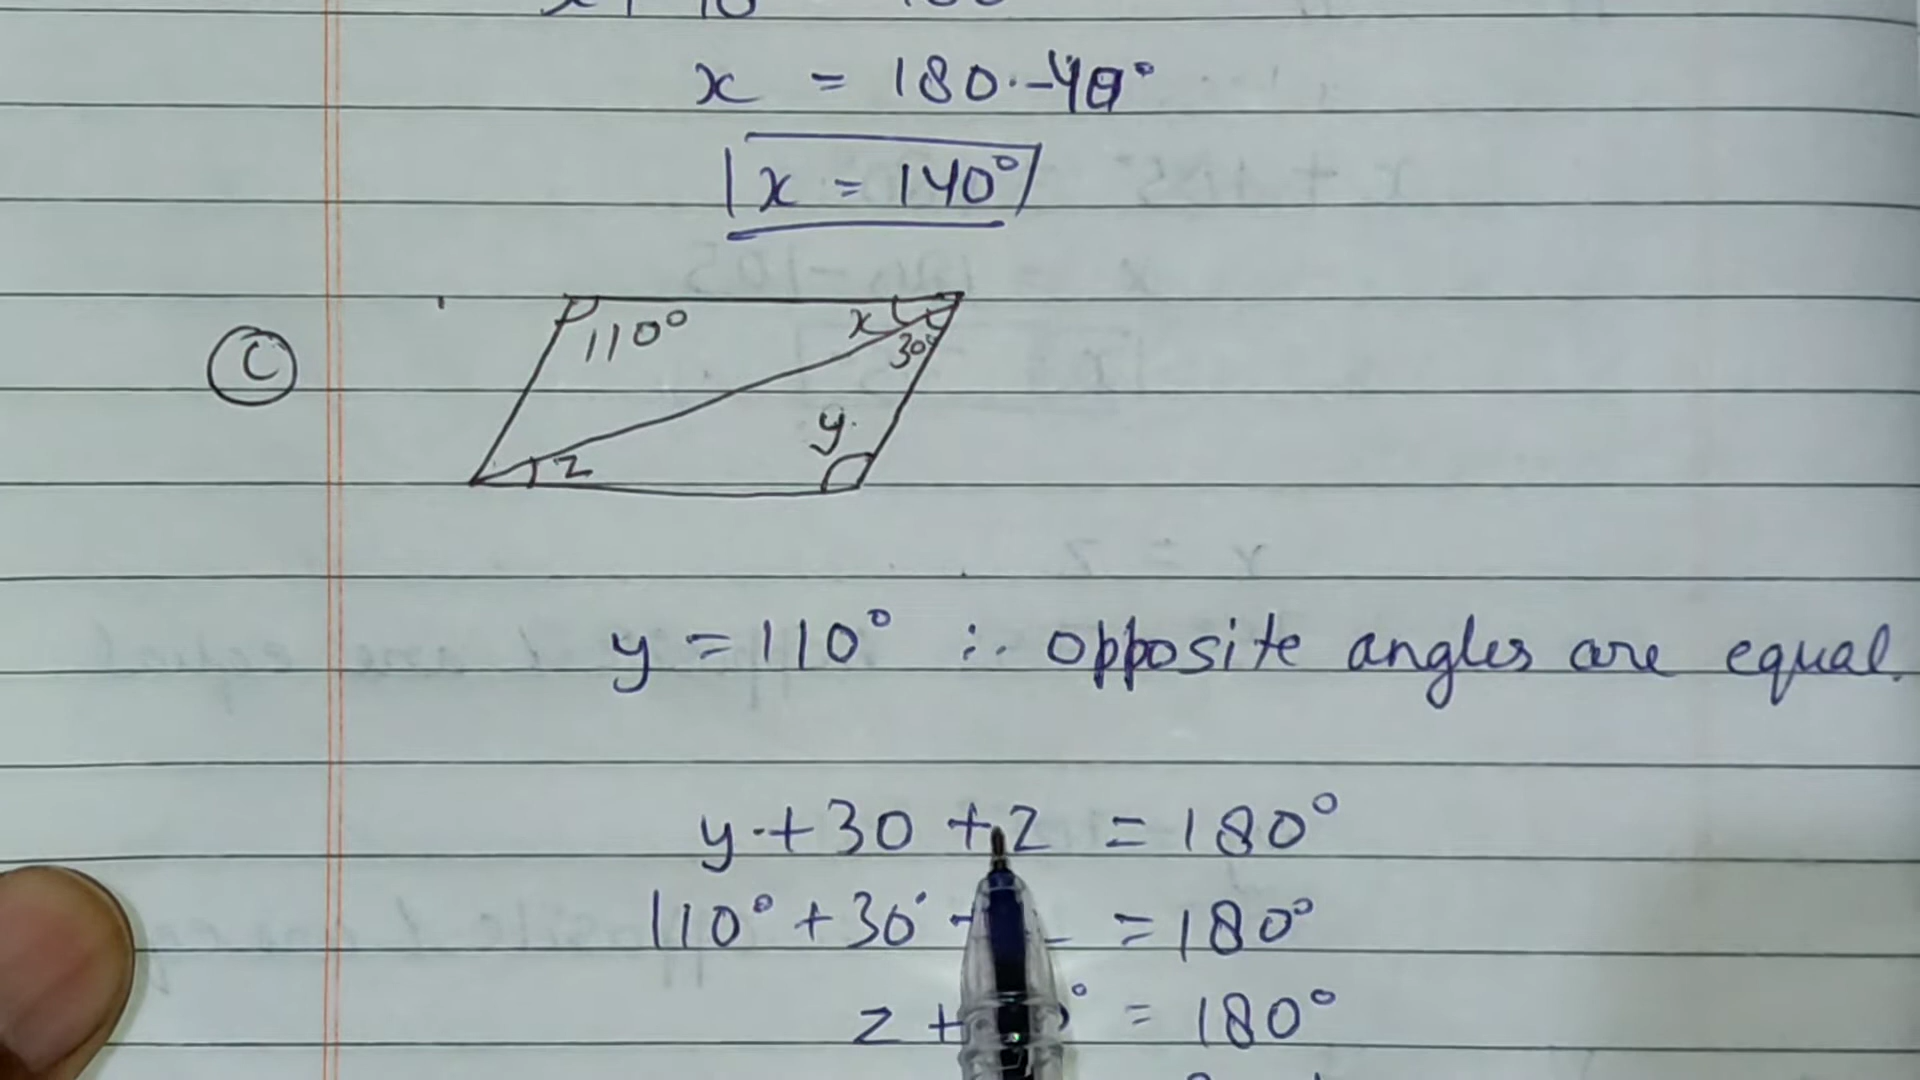 x = 180.-40°
x = 140°
C
110° x
30°
y
z
y = 110° ∵ opposite angles are equal.
y + 30 + z = 180°
110° + 30° = 180°
z + ° = 180°